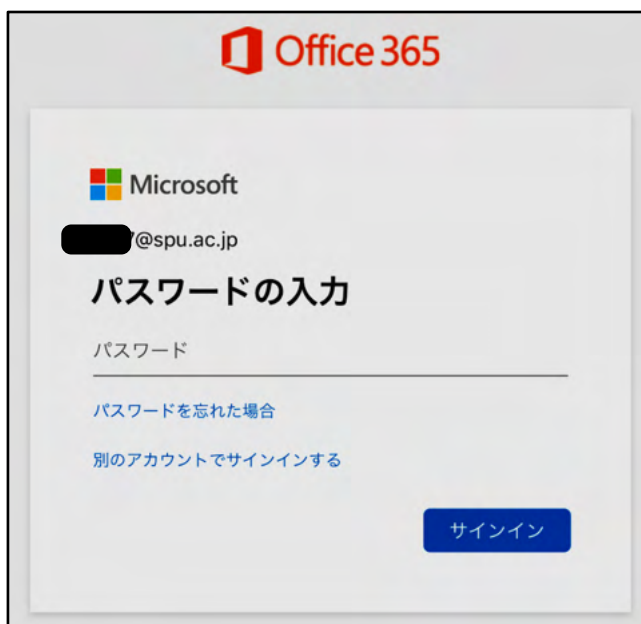 Office 365
Microsoft
@spu.ac.jp
パスワードの入力
パスワード
パスワードを忘れた場合
別のアカウントでサインインする
サインイン